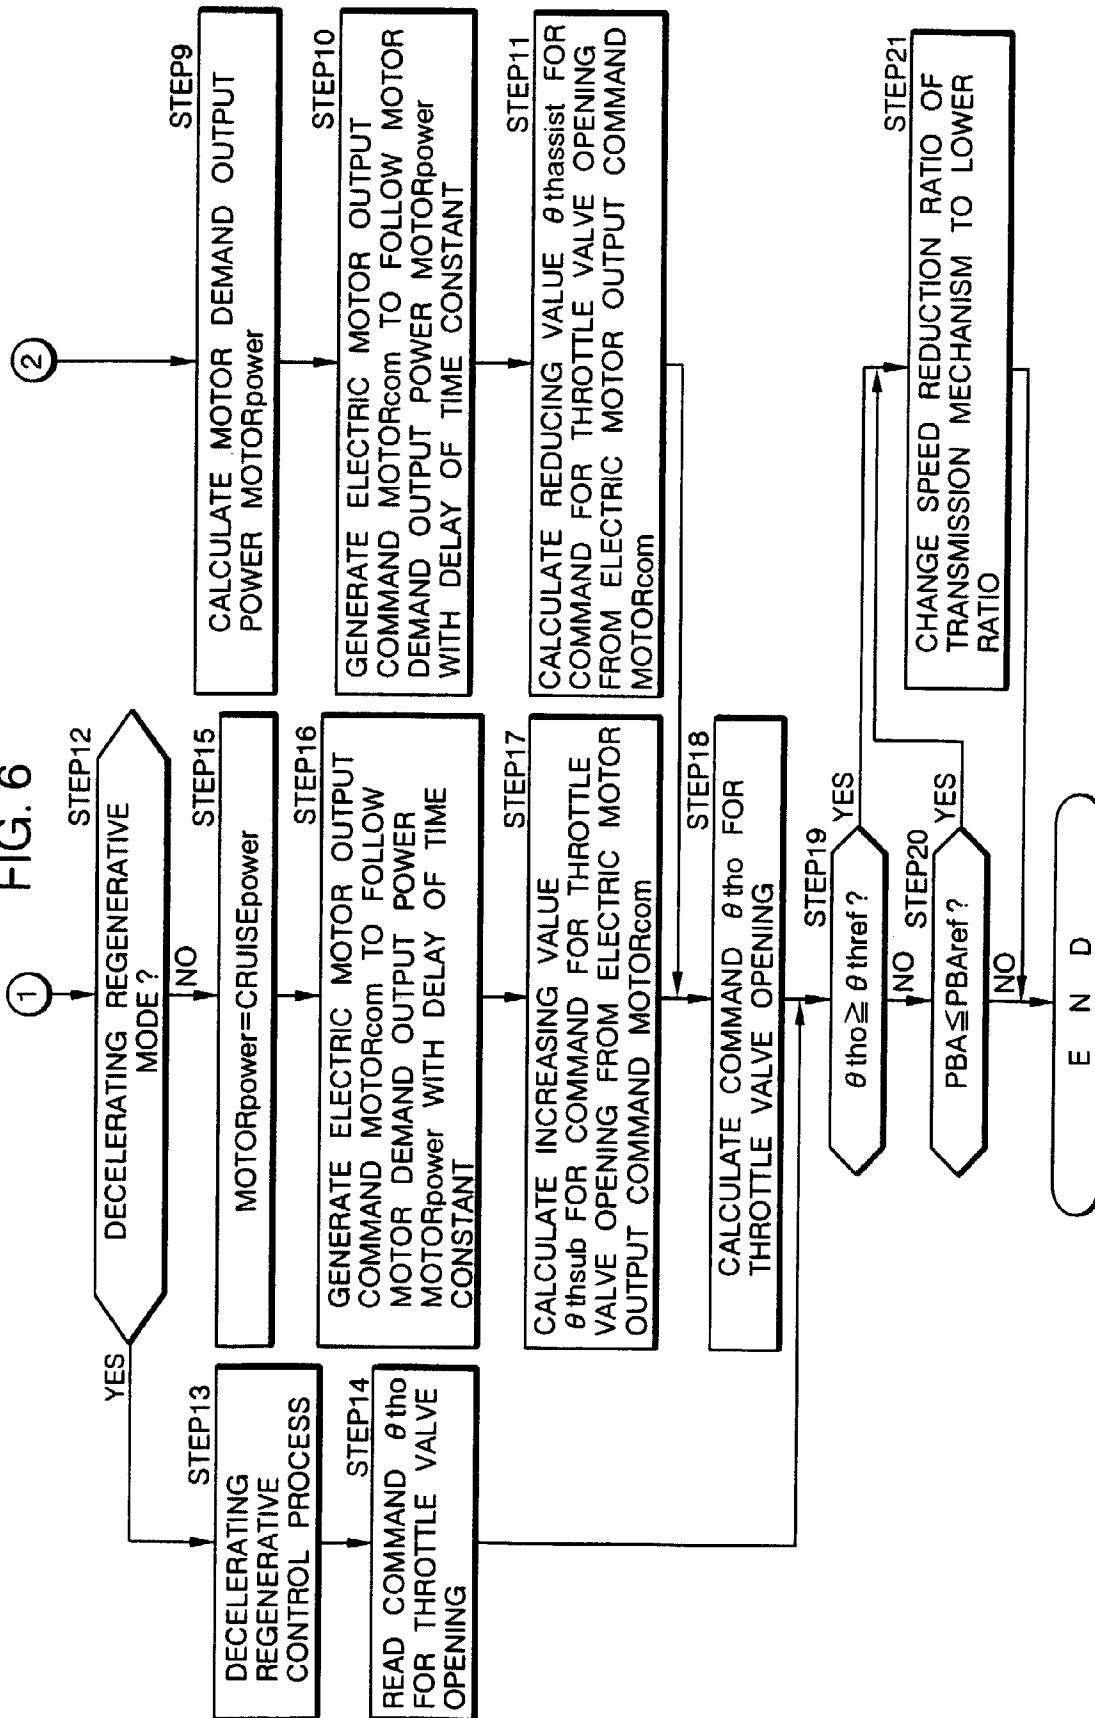 FIG. 6
1
STEP12
DECELERATING REGENERATIVE
MODE?
YES
NO
STEP13
DECELERATING
REGENERATIVE
CONTROL PROCESS
STEP14
READ COMMAND θtho
FOR THROTTLE VALVE
OPENING
STEP15
MOTORpower=CRUISEpower
STEP16
GENERATE ELECTRIC MOTOR OUTPUT
COMMAND MOTORcom TO FOLLOW
MOTOR DEMAND OUTPUT POWER
MOTORpower WITH DELAY OF TIME
CONSTANT
STEP17
CALCULATE INCREASING VALUE
θthsub FOR COMMAND FOR THROTTLE
VALVE OPENING FROM ELECTRIC MOTOR
OUTPUT COMMAND MOTORcom
2
STEP9
CALCULATE MOTOR DEMAND OUTPUT
POWER MOTORpower
STEP10
GENERATE ELECTRIC MOTOR OUTPUT
COMMAND MOTORcom TO FOLLOW MOTOR
DEMAND OUTPUT POWER MOTORpower
WITH DELAY OF TIME CONSTANT
STEP11
CALCULATE REDUCING VALUE θthassist FOR
COMMAND FOR THROTTLE VALVE OPENING
FROM ELECTRIC MOTOR OUTPUT COMMAND
MOTORcom
STEP18
CALCULATE COMMAND θtho FOR
THROTTLE VALVE OPENING
STEP19
θtho≧θthref?
YES
NO
STEP20
PBA≦PBAref?
YES
NO
STEP21
CHANGE SPEED REDUCTION RATIO OF
TRANSMISSION MECHANISM TO LOWER
RATIO
E N D